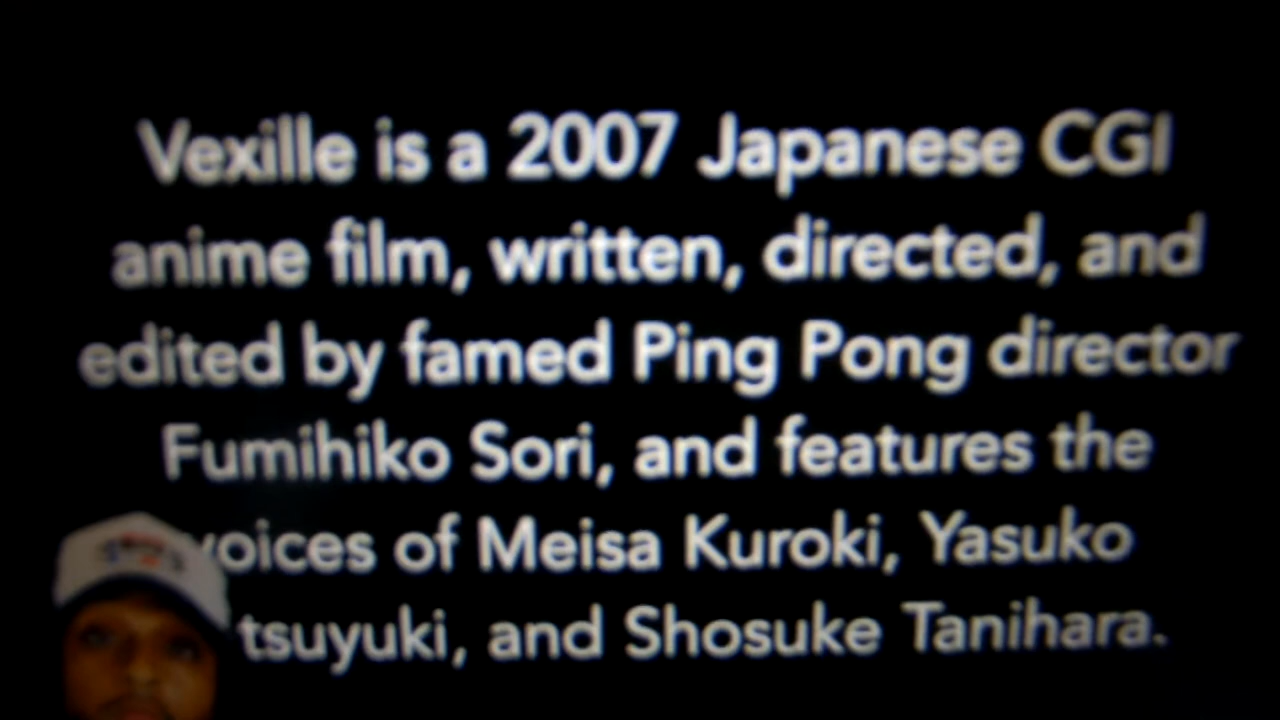 Vexille is a 2007 Japanese CGI
anime film, written, directed, and
edited by famed Ping Pong director
Fumihiko Sori, and features the
voices of Meisa Kuroki, Yasuko
tsuyuki, and Shosuke Tanihara.